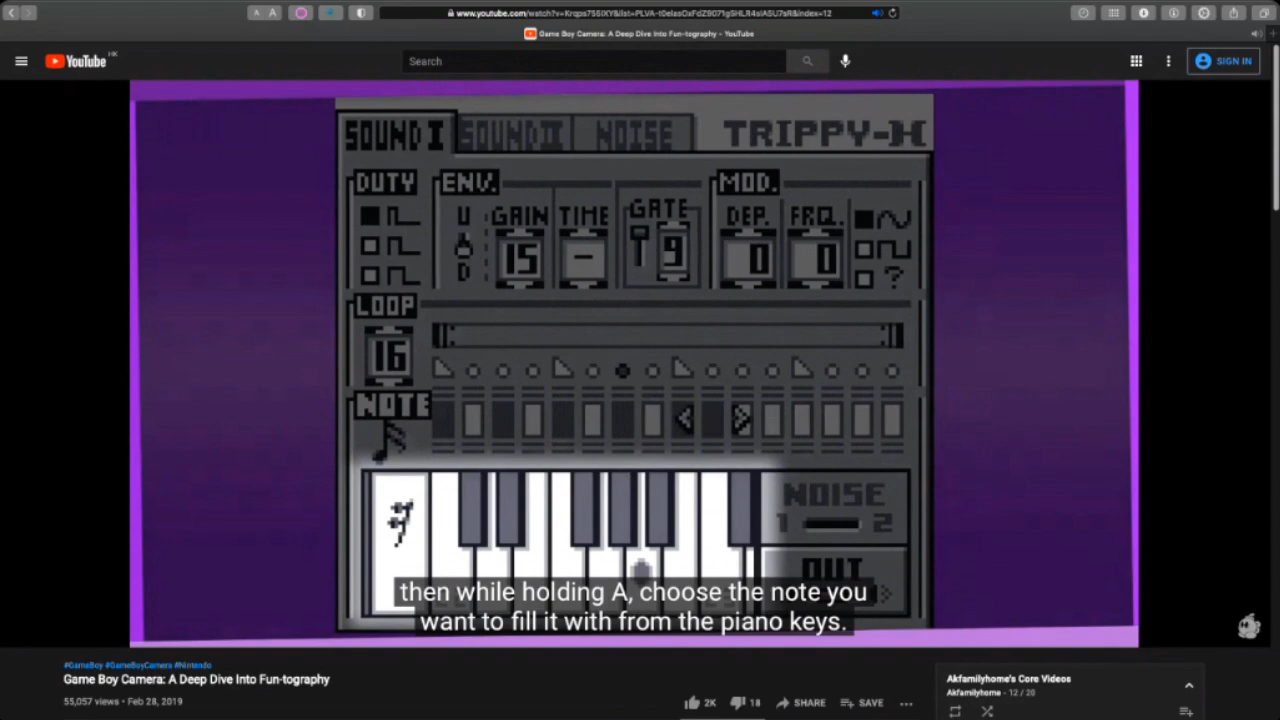 A A
www.youtube.com/watch?v=Krqps755IXY&list=PLVA-t0elasOxFdZ9071gSHLR4sIASU7sR&index=12
Game Boy Camera: A Deep Dive Into Fun-tography - YouTube
YouTube HK
Search
SIGN IN
SOUND I
SOUND II
NOISE
TRIPPY-H
DUTY
ENV.
MOD.
U
D
GAIN
TIME
GATE
DEP.
FRQ.
15
-
9
0
0
?
LOOP
16
NOTE
NOISE
1 2
OUT
then while holding A, choose the note you
want to fill it with from the piano keys.
#GameBoy #GameBoyCamera #Nintendo
Game Boy Camera: A Deep Dive Into Fun-tography
55,057 views • Feb 28, 2019
2K
18
SHARE
SAVE
Akfamilyhome's Core Videos
Akfamilyhome - 12 / 20